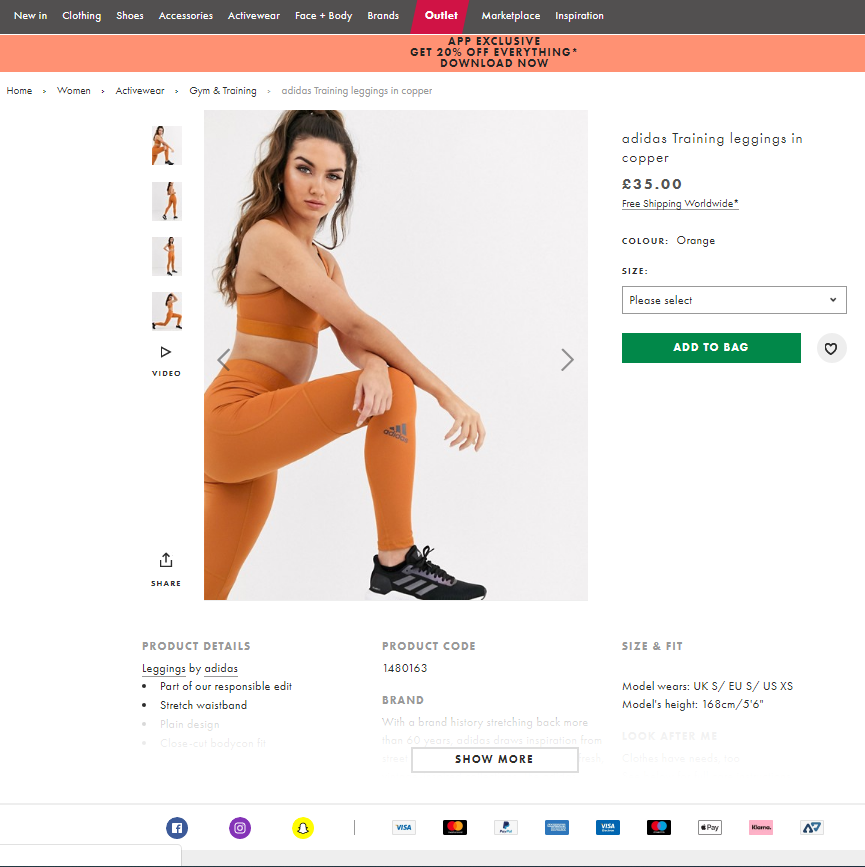 New in Clothing Shoes Accessories Activewear Face + Body Brands Outlet Marketplace Inspiration
APP EXCLUSIVE
GET 20% OFF EVERYTHING*
DOWNLOAD NOW
Home › Women › Activewear › Gym & Training › adidas Training leggings in copper
adidas Training leggings in
copper
£35.00
Free Shipping Worldwide*
COLOUR: Orange
SIZE:
Please select
ADD TO BAG
VIDEO
adidas
SHARE
PRODUCT DETAILS
Leggings by adidas
• Part of our responsible edit
• Stretch waistband
• Plain design
• Close-cut bodycon fit
PRODUCT CODE
1480163
BRAND
With a brand history stretching back more
than 60 years, adidas draws inspiration from
SHOW MORE
SIZE & FIT
Model wears: UK S/ EU S/ US XS
Model's height: 168cm/5'6"
LOOK AFTER ME
Clothes base needs, too
VISA
PayPal
VISA
Pay
Klarna.